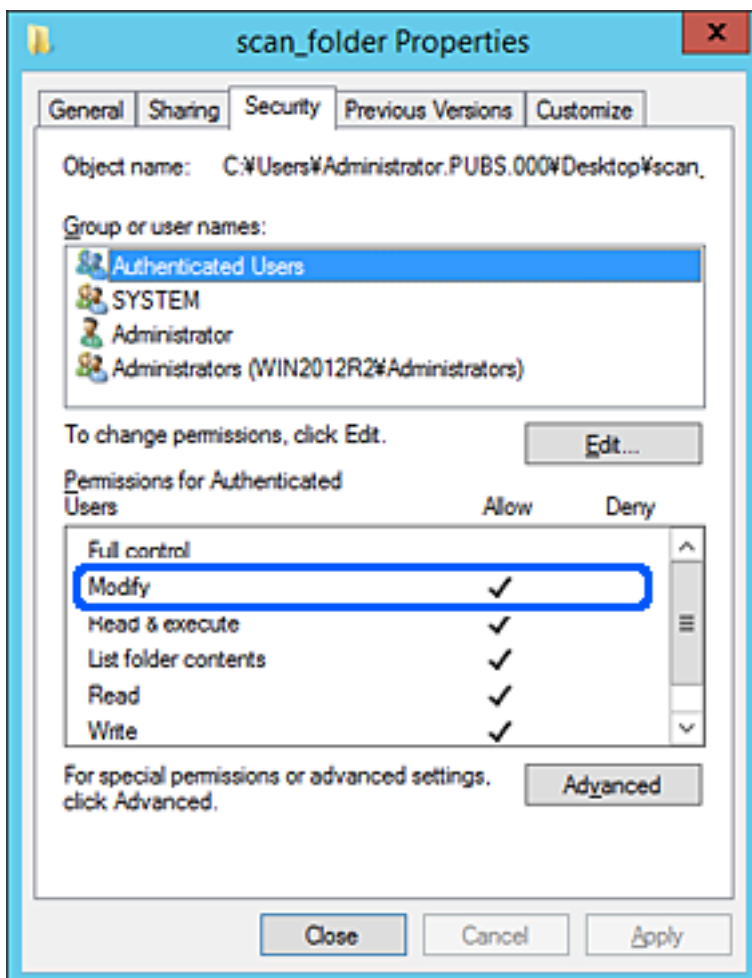 scan_folder Properties
General Sharing Security Previous Versions Customize
Object name: C:¥Users¥Administrator.PUBS.000¥Desktop¥scan_
Group or user names:
Authenticated Users
SYSTEM
Administrator
Administrators (WIN2012R2¥Administrators)
To change permissions, click Edit.
Edit...
Permissions for Authenticated
Users Allow Deny
Full control
Modify
Read & execute
List folder contents
Read
Write
For special permissions or advanced settings,
click Advanced.
Advanced
Close Cancel Apply